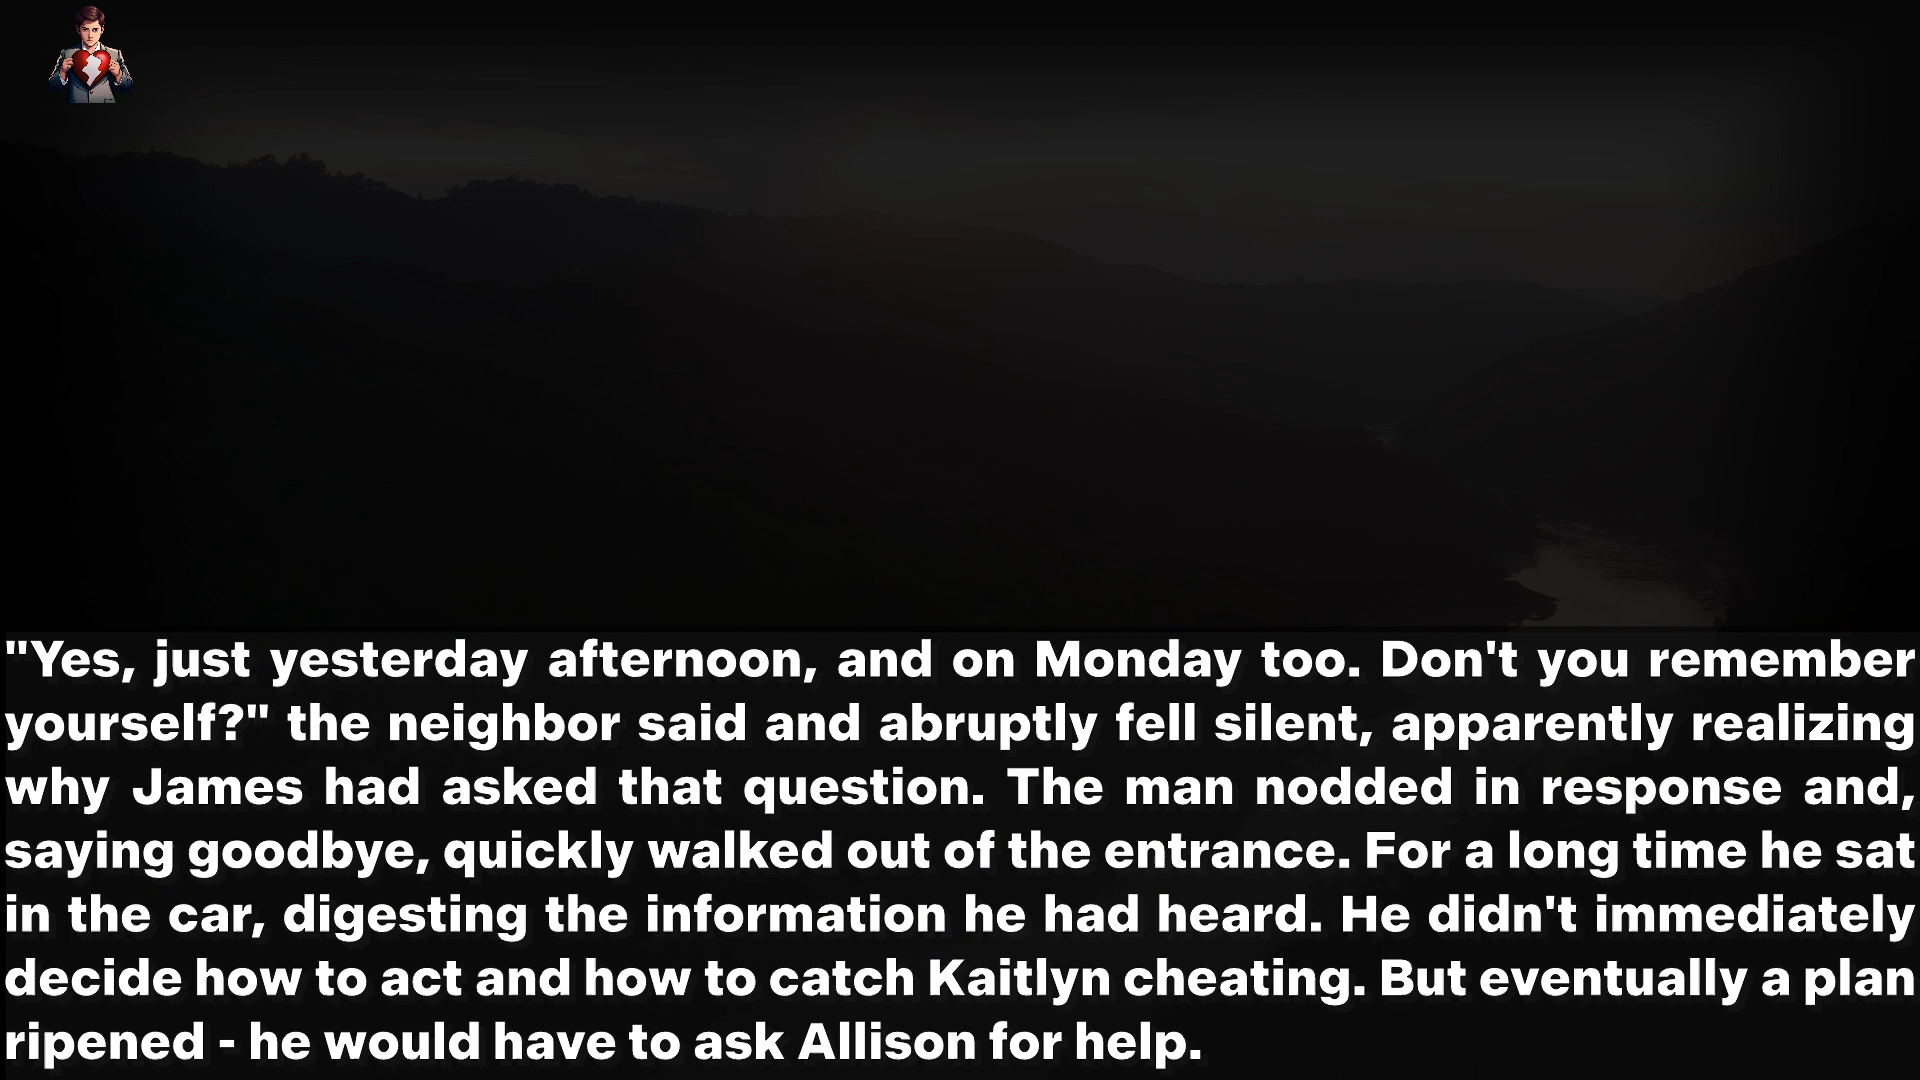 "Yes, just yesterday afternoon, and on Monday too. Don't you remember
yourself?" the neighbor said and abruptly fell silent, apparently realizing
why James had asked that question. The man nodded in response and,
saying goodbye, quickly walked out of the entrance. For a long time he sat
in the car, digesting the information he had heard. He didn't immediately
decide how to act and how to catch Kaitlyn cheating. But eventually a plan
ripened - he would have to ask Allison for help.